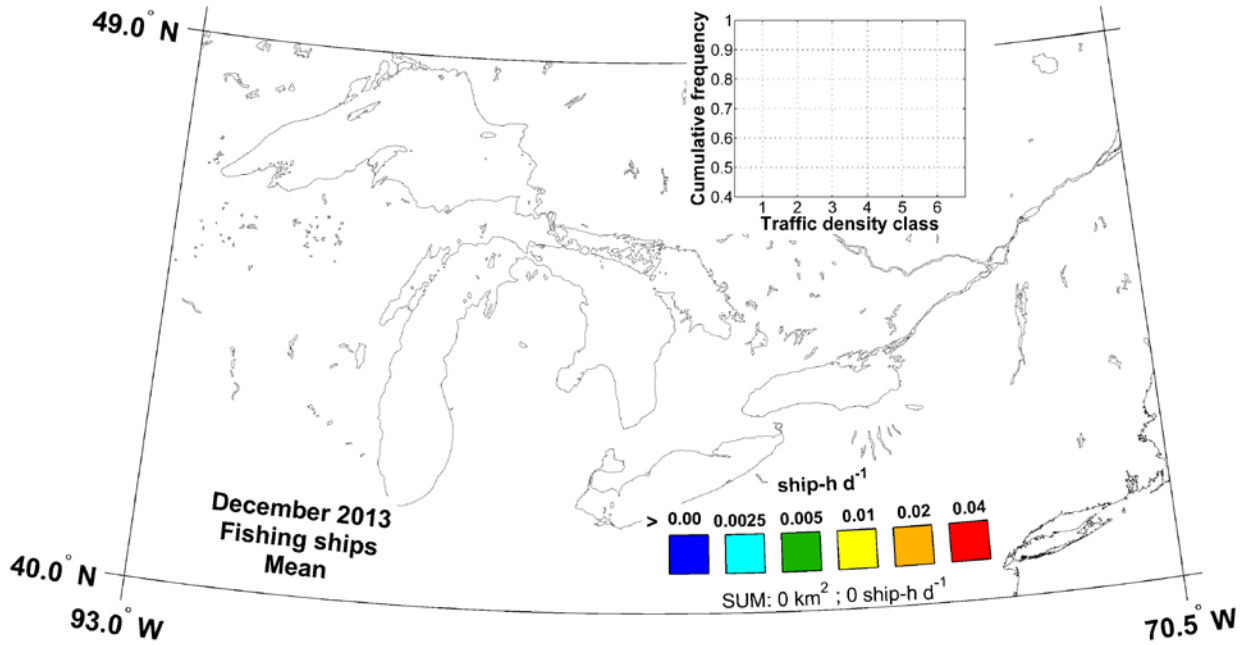 49.0° N
Cumulative frequency
1
0.9
0.8
0.7
0.6
0.5
0.4
1 2 3 4 5 6
Traffic density class
December 2013
Fishing ships
Mean
ship-h d⁻¹
> 0.00 0.0025 0.005 0.01 0.02 0.04
SUM: 0 km² ; 0 ship-h d⁻¹
40.0° N
93.0° W
70.5° W